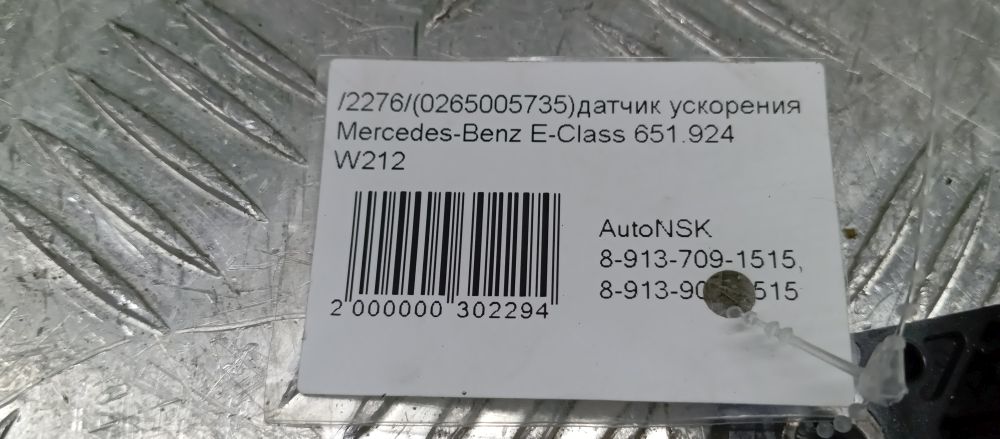 /2276/(0265005735)датчик ускорения
Mercedes-Benz E-Class 651.924
W212
AutoNSK
8-913-709-1515,
2 000000 302294